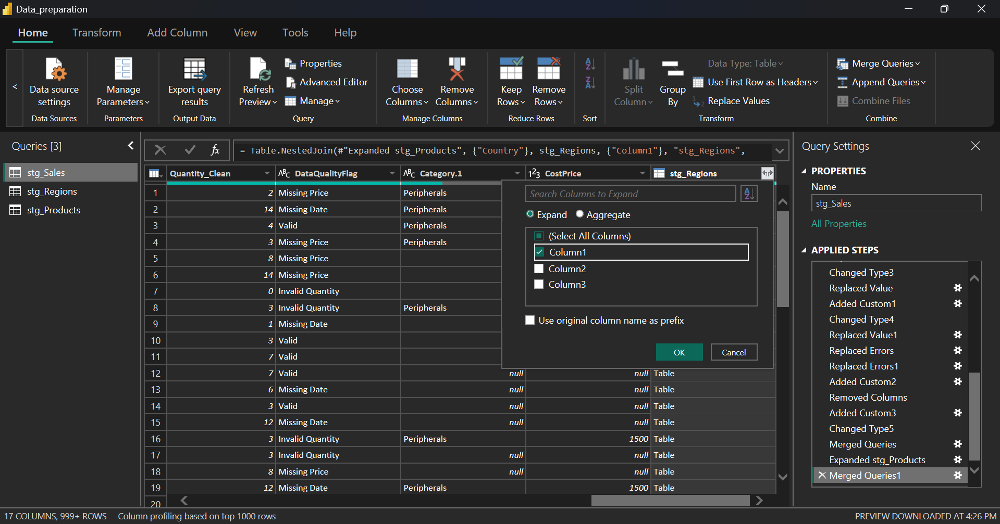 Data_preparation
Home Transform Add Column View Tools Help
<
Data source settings
Data Sources
Manage Parameters
Parameters
Export query results
Output Data
Refresh Preview
Properties
Advanced Editor
Manage
Query
Choose Columns
Remove Columns
Manage Columns
Keep Rows
Remove Rows
Reduce Rows
Sort
Split Column
Group By
Data Type: Table
Use First Row as Headers
Replace Values
Transform
Merge Queries
Append Queries
Combine Files
Combine
Queries [3]
stg_Sales
stg_Regions
stg_Products
fx
= Table.NestedJoin(#"Expanded stg_Products", {"Country"}, stg_Regions, {"Column1"}, "stg_Regions",
Quantity_Clean ABC DataQualityFlag ABC Category.1 123 CostPrice stg_Regions
1 2 Missing Price Peripherals
2 14 Missing Date Peripherals
3 4 Valid Peripherals
4 3 Missing Price Peripherals
5 8 Missing Price
6 14 Missing Price
7 0 Invalid Quantity
8 3 Invalid Quantity Peripherals
9 1 Missing Date
10 3 Valid
11 7 Valid
12 7 Valid null null Table
13 6 Missing Date null null Table
14 3 Valid null null Table
15 12 Missing Date null null Table
16 3 Invalid Quantity Peripherals 1500 Table
17 3 Invalid Quantity null null Table
18 8 Missing Price null null Table
19 12 Missing Date Peripherals 1500 Table
20
Search Columns to Expand
Expand Aggregate
(Select All Columns)
Column1
Column2
Column3
Use original column name as prefix
OK Cancel
Query Settings
PROPERTIES
Name
stg_Sales
All Properties
APPLIED STEPS
Changed Type3
Replaced Value
Added Custom1
Changed Type4
Replaced Value1
Replaced Errors
Replaced Errors1
Added Custom2
Removed Columns
Added Custom3
Changed Type5
Merged Queries
Expanded stg_Products
Merged Queries1
17 COLUMNS, 999+ ROWS Column profiling based on top 1000 rows
PREVIEW DOWNLOADED AT 4:26 PM